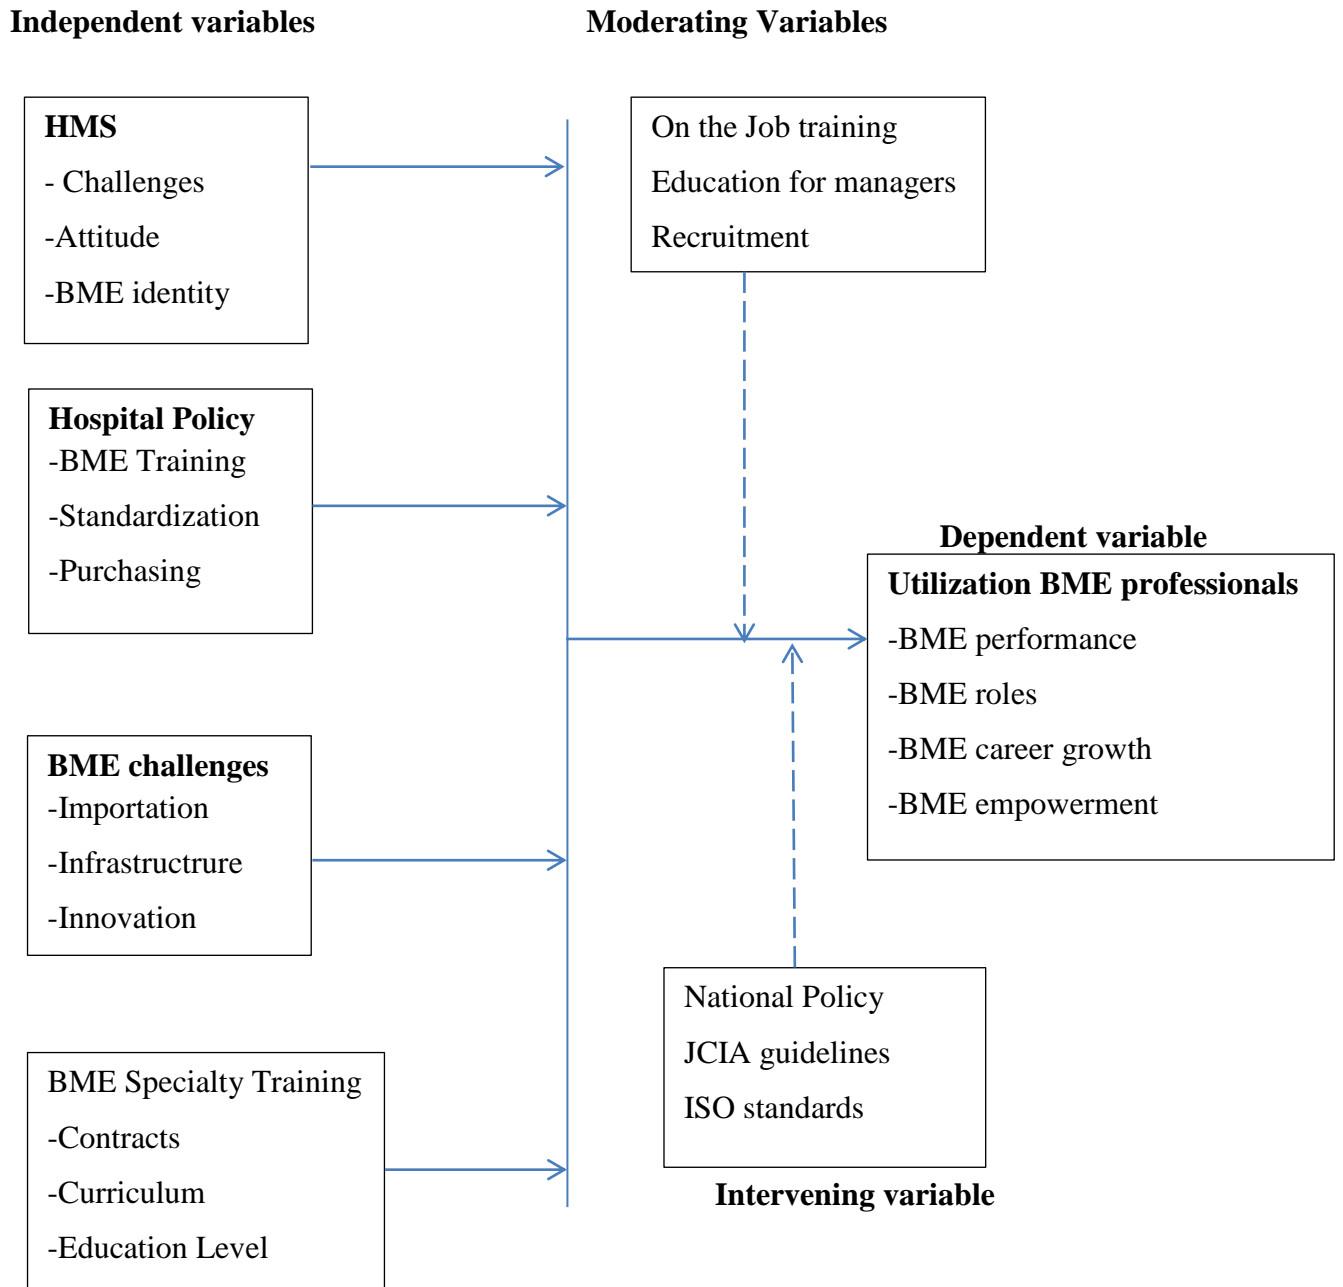 Independent variables
Moderating Variables
HMS
- Challenges
-Attitude
-BME identity
On the Job training
Education for managers
Recruitment
Hospital Policy
-BME Training
-Standardization
-Purchasing
Dependent variable
Utilization BME professionals
-BME performance
-BME roles
-BME career growth
-BME empowerment
BME challenges
-Importation
-Infrastructrure
-Innovation
National Policy
JCIA guidelines
ISO standards
Intervening variable
BME Specialty Training
-Contracts
-Curriculum
-Education Level